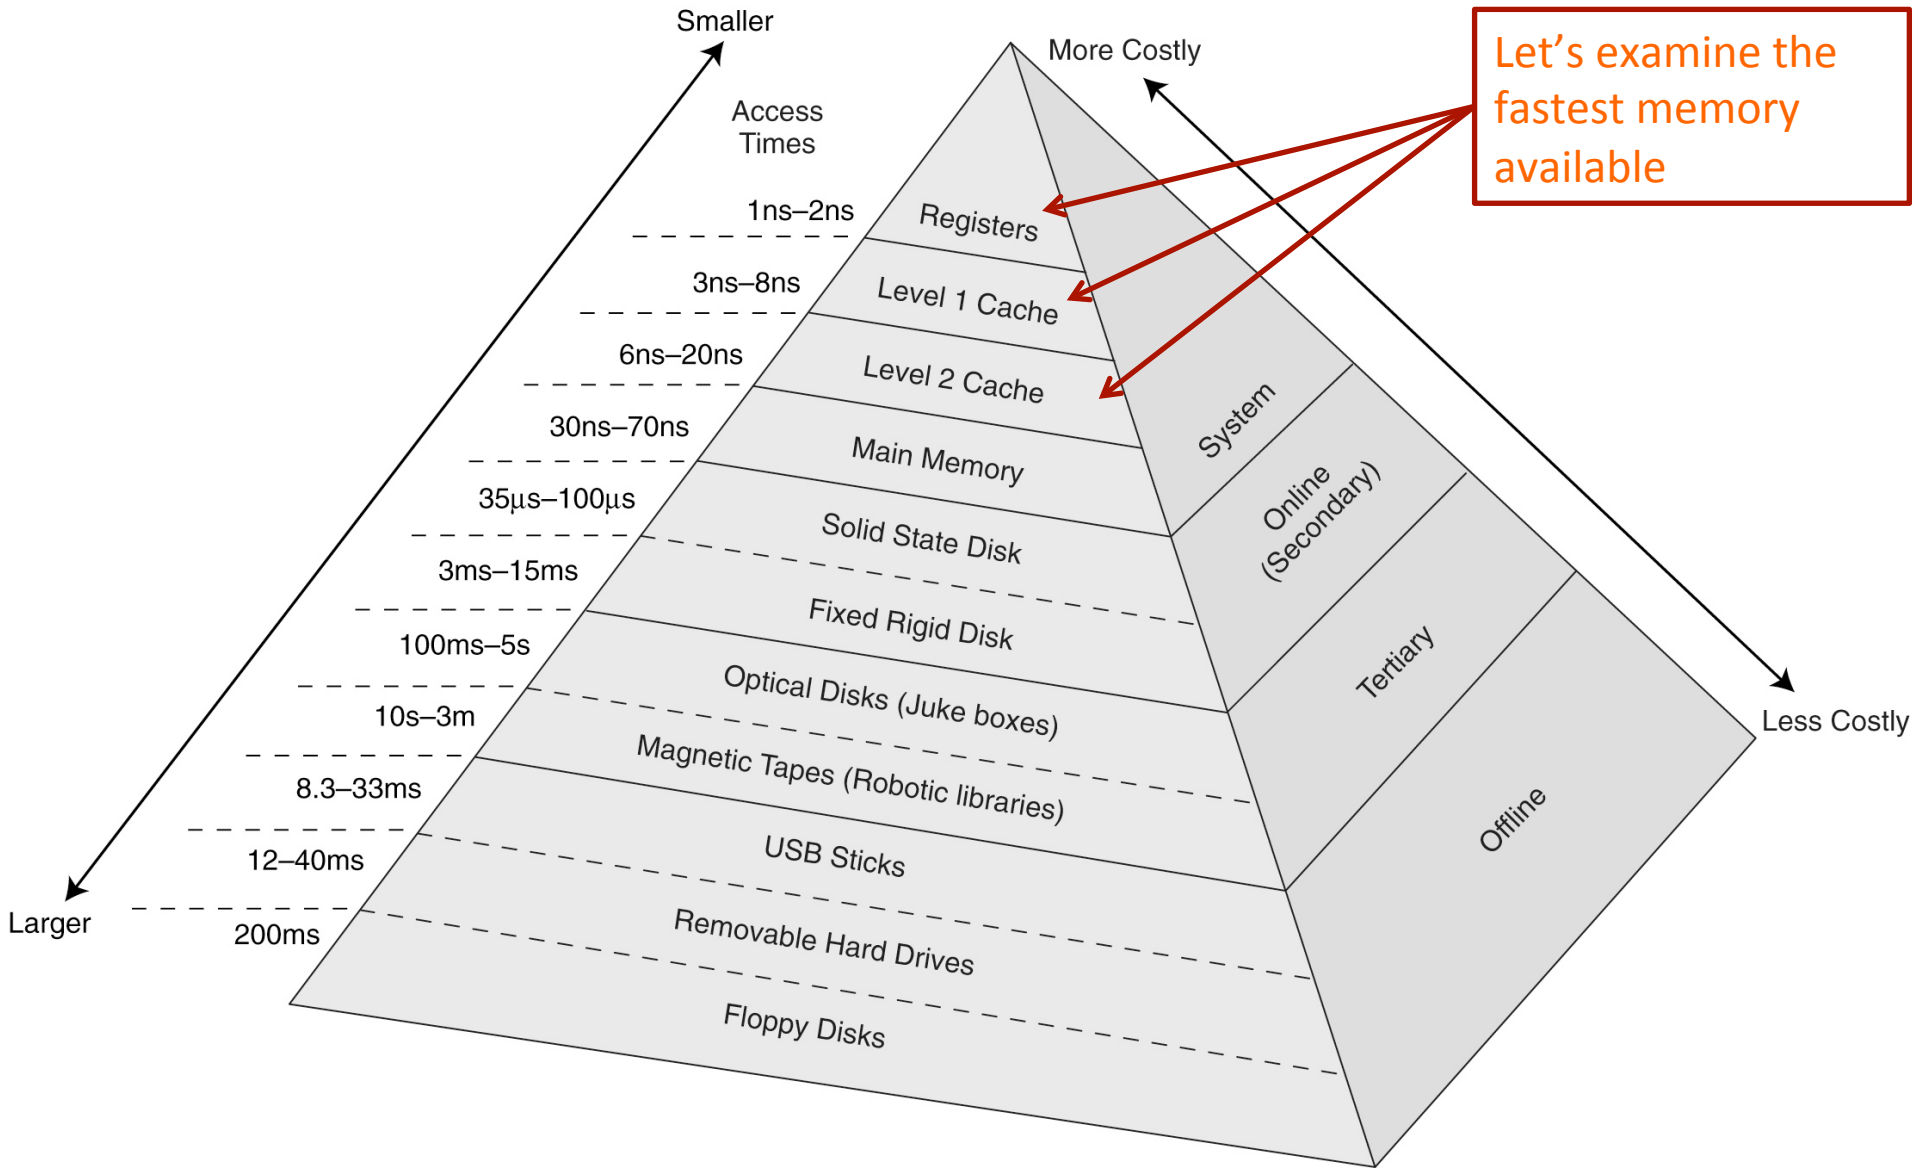 Smaller
More Costly
Let’s examine the
fastest memory
available
Access
Times
1ns–2ns
Registers
3ns–8ns
Level 1 Cache
6ns–20ns
Level 2 Cache
30ns–70ns
Main Memory
System
35μs–100μs
Solid State Disk
Online
(Secondary)
3ms–15ms
Fixed Rigid Disk
100ms–5s
Optical Disks (Juke boxes)
Tertiary
10s–3m
Magnetic Tapes (Robotic libraries)
Less Costly
8.3–33ms
USB Sticks
Offline
12–40ms
Removable Hard Drives
Larger
200ms
Floppy Disks